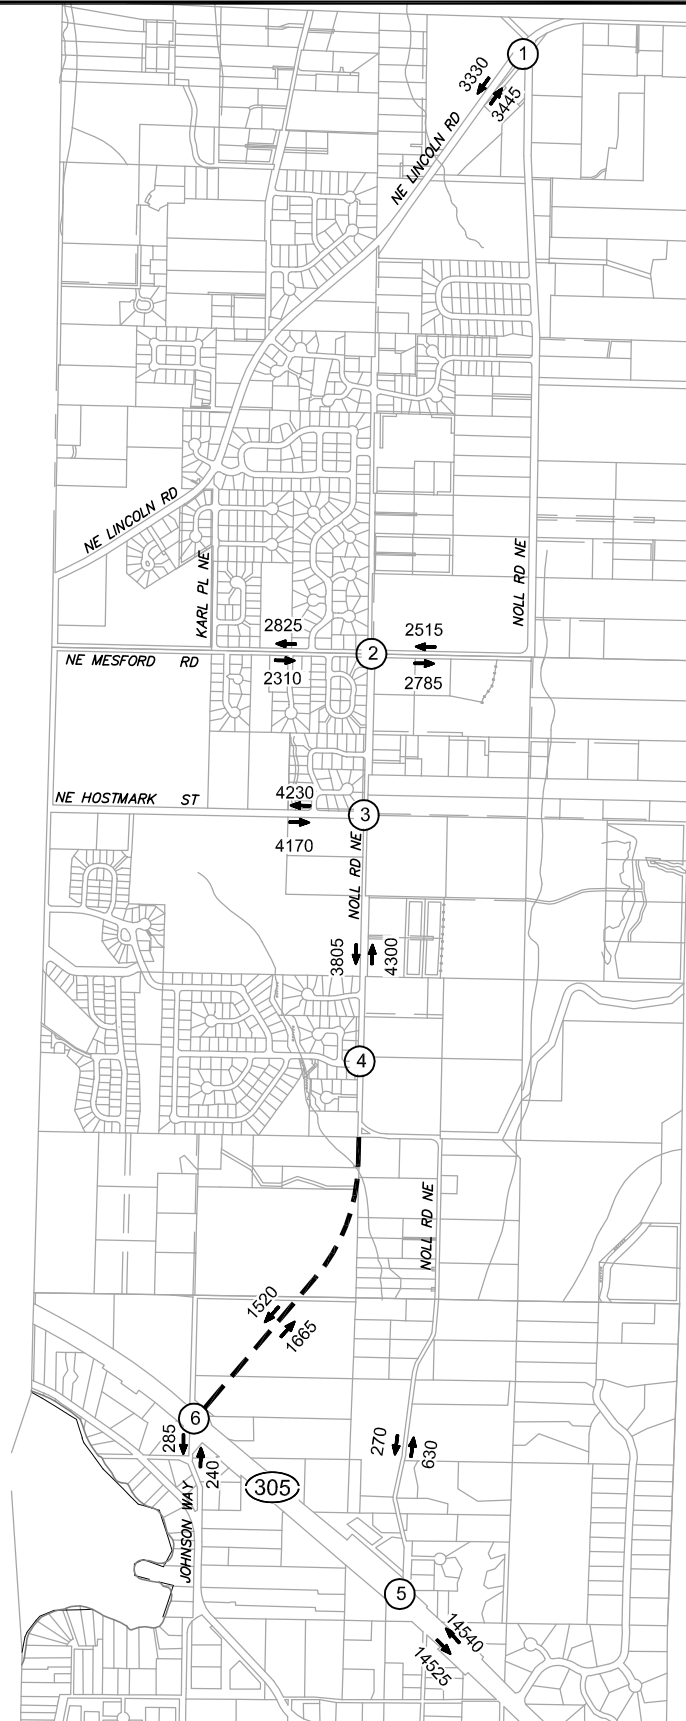 1
3330
3445
NE LINCOLN RD
NE LINCOLN RD
KARL PL NE
NOLL RD NE
2825
2515
2
NE MESFORD RD
2310
2785
4230
NE HOSTMARK ST
3
4170
NOLL RD NE
3805
4300
4
NOLL RD NE
1520
1665
6
285
240
270
630
305
JOHNSON WAY
5
14540
14525